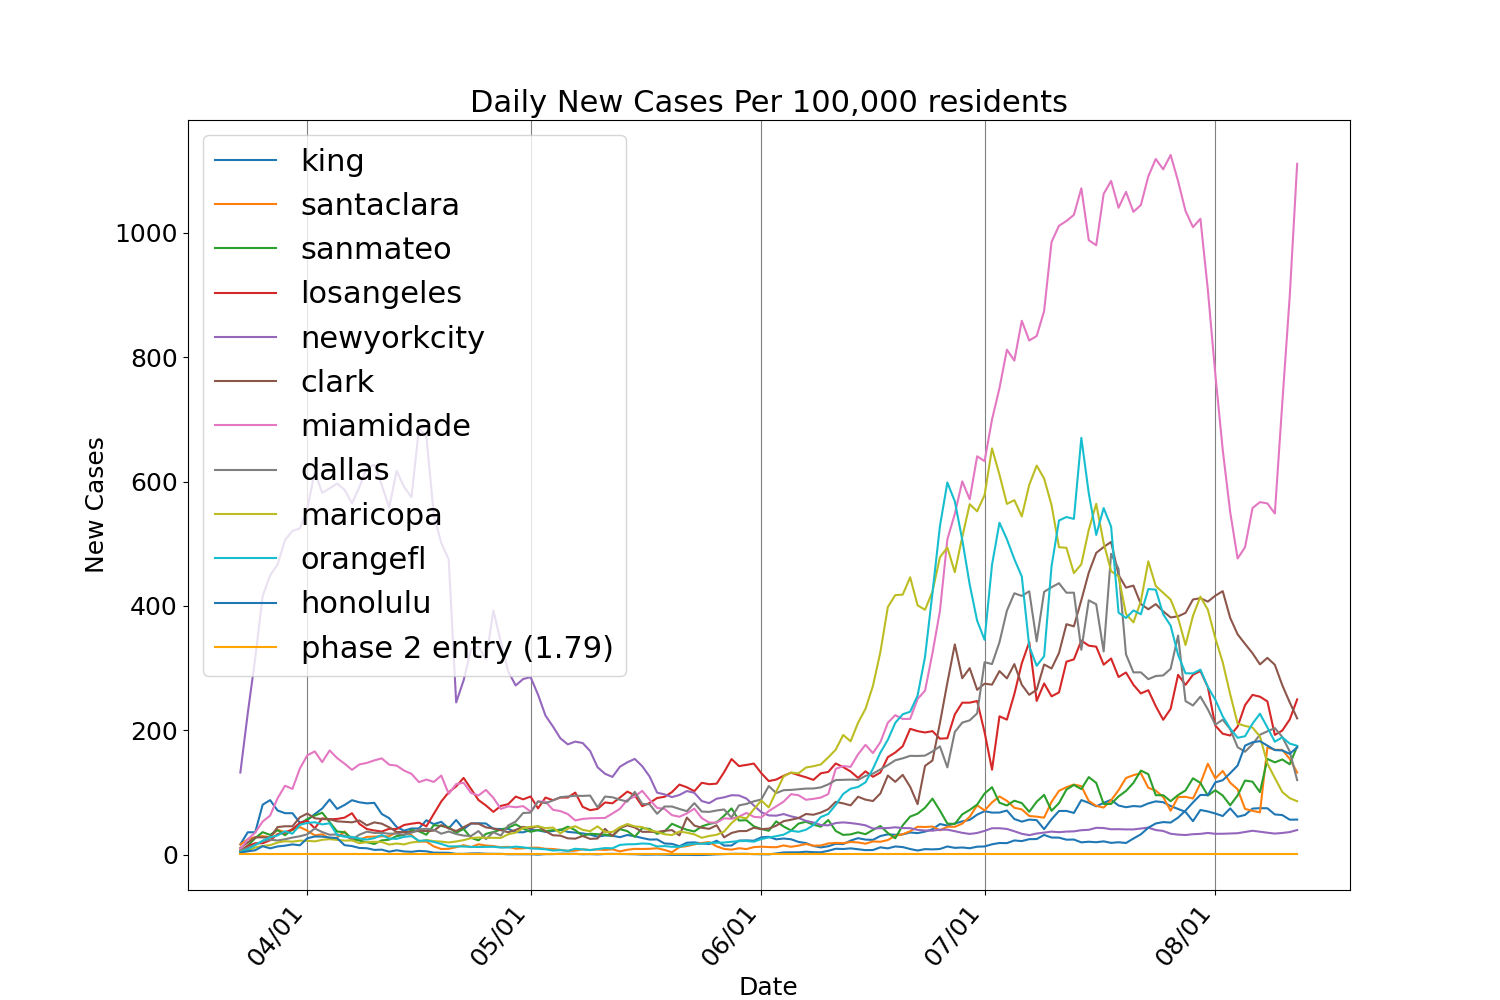 Daily New Cases Per 100,000 residents
king
santaclara
sanmateo
losangeles
newyorkcity
clark
miamidade
dallas
maricopa
orangefl
honolulu
phase 2 entry (1.79)
New Cases
1000
800
600
400
200
0
04/01
05/01
06/01
07/01
08/01
Date